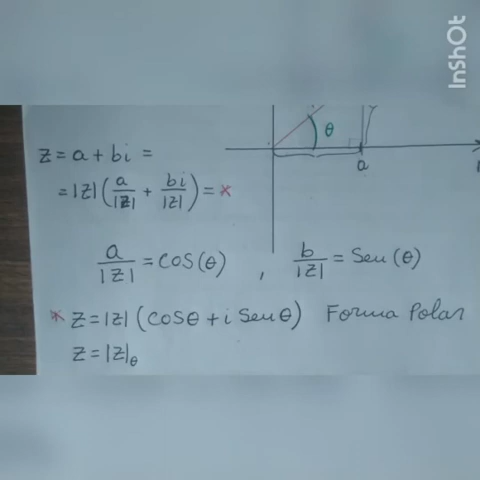 InShOt
θ
a
z = a + bi =
= |z| (a/|z| + bi/|z|) = *
a/|z| = cos(θ) , b/|z| = Sen(θ)
* z = |z| (cosθ + i Senθ) Forma Polar
z = |z|θ